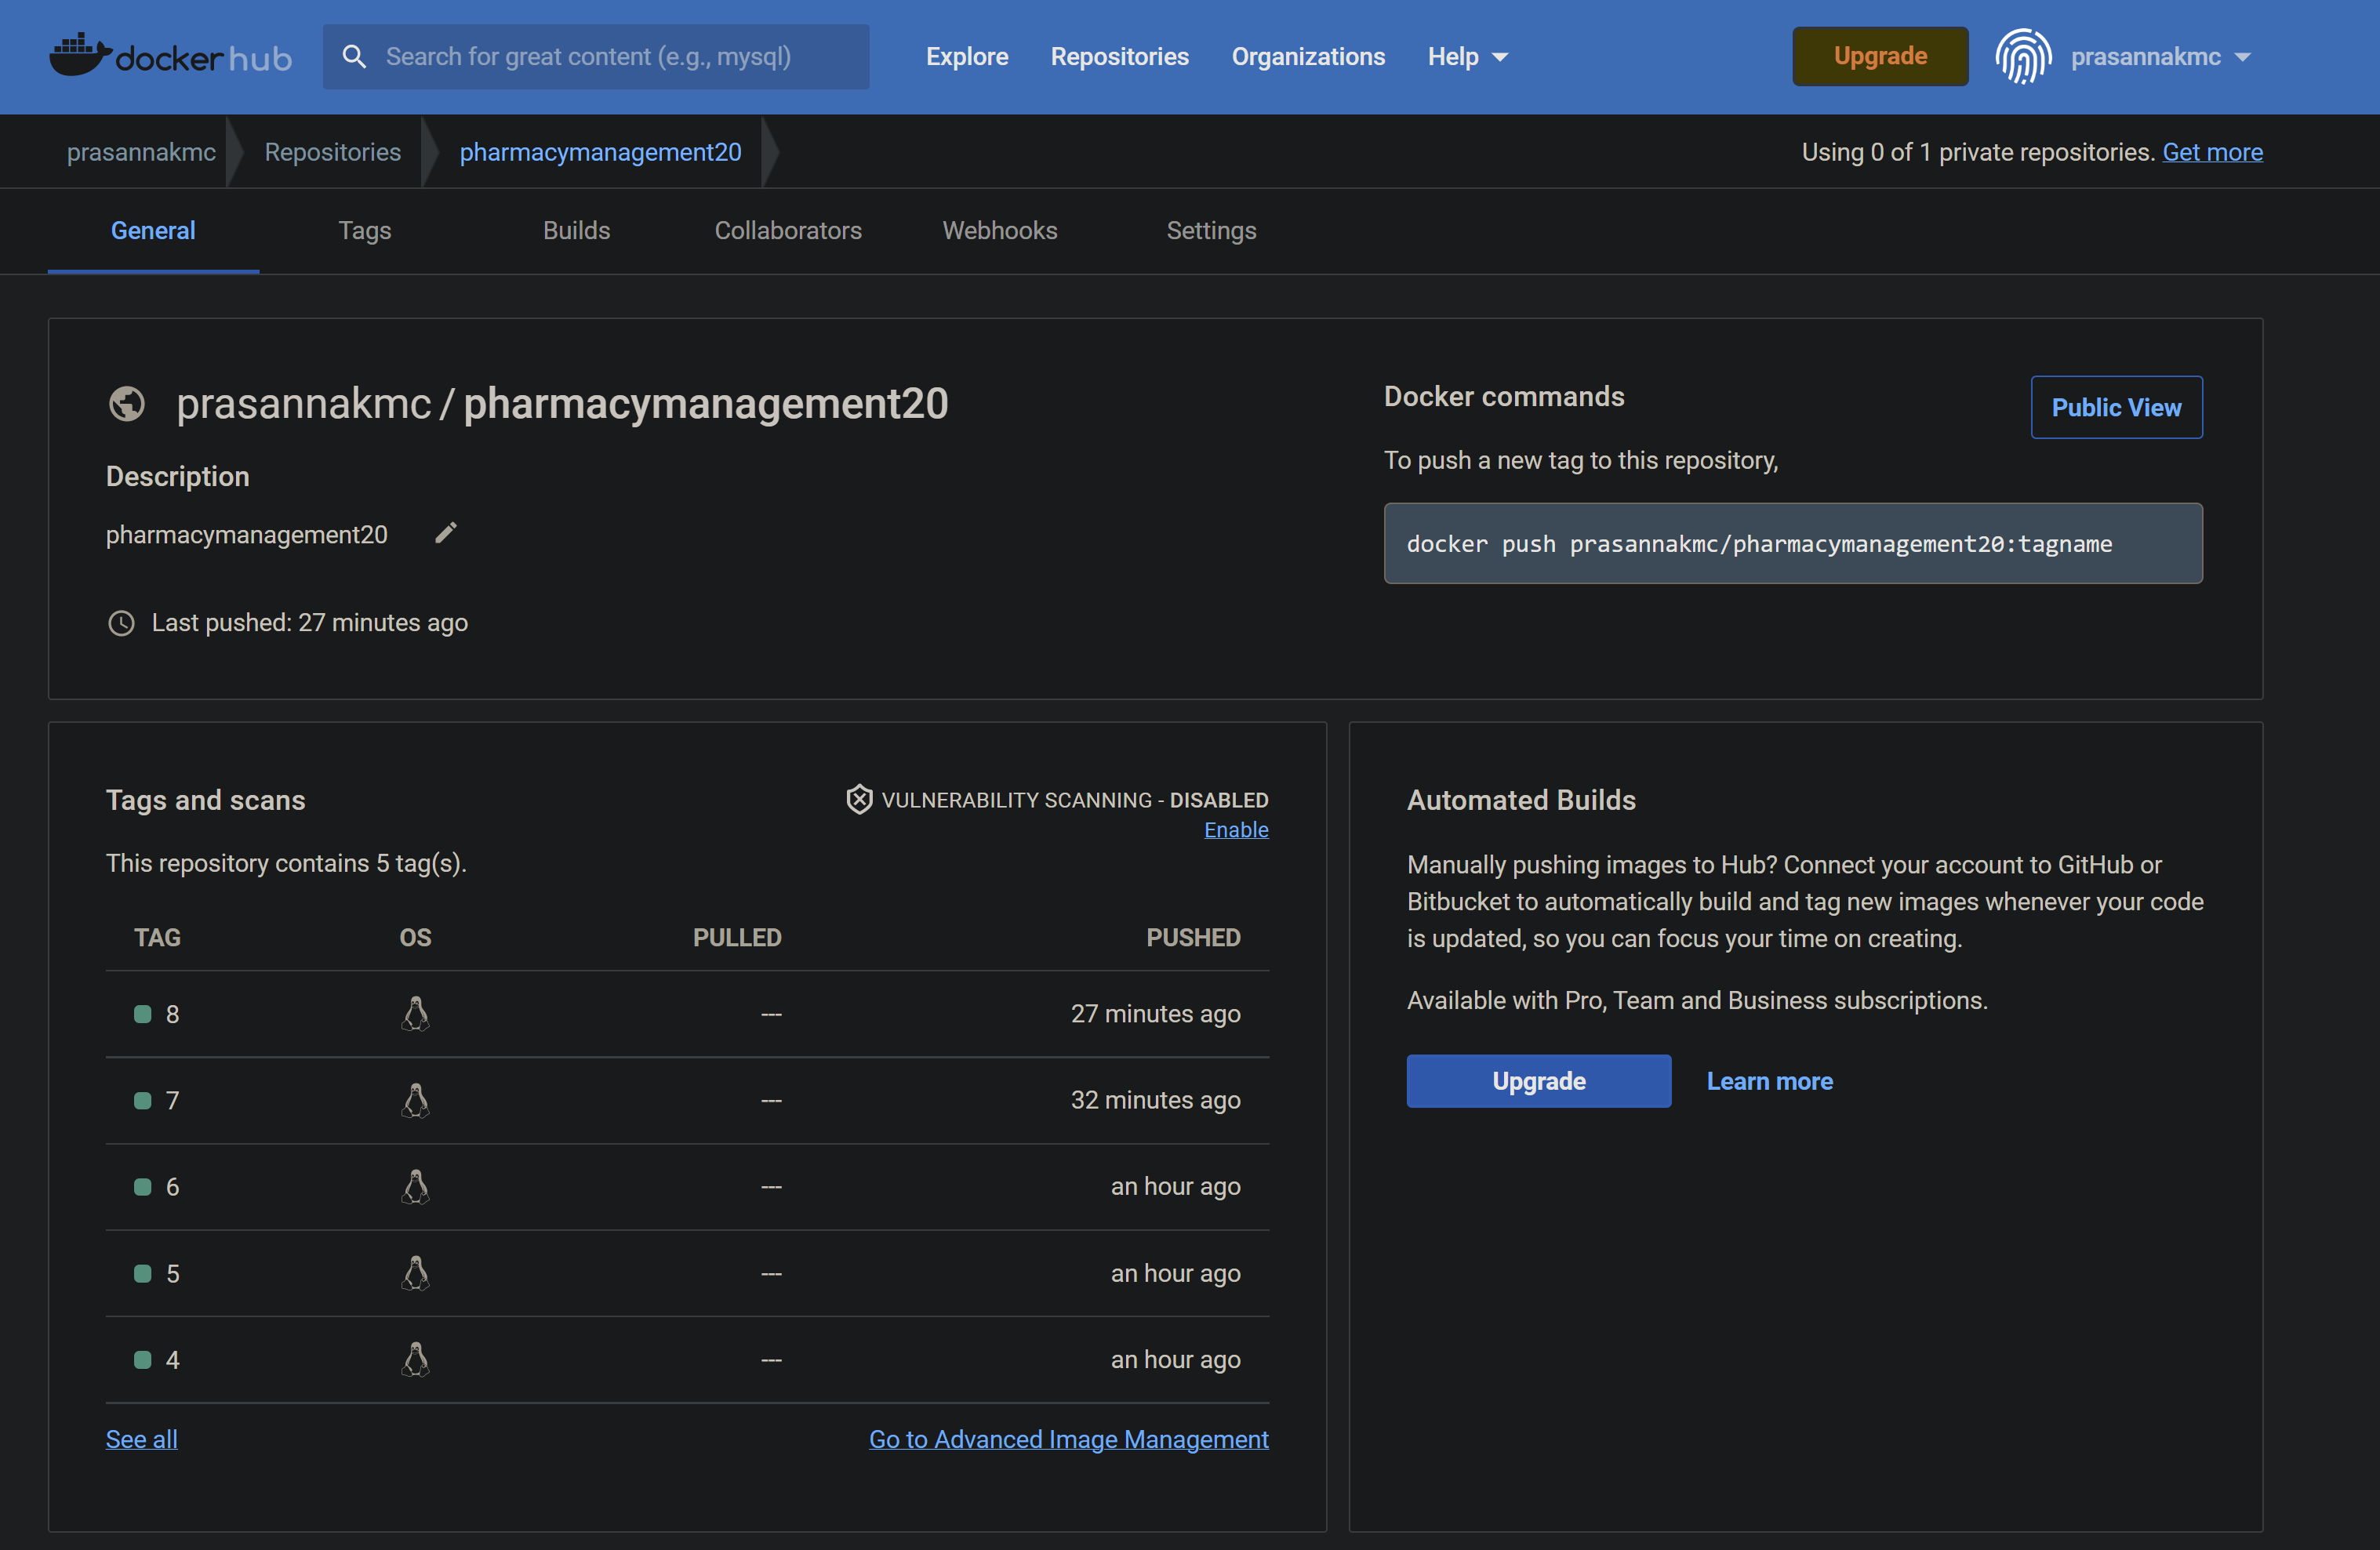 docker hub
Search for great content (e.g., mysql)
Explore
Repositories
Organizations
Help
Upgrade
prasannakmc
prasannakmc
Repositories
pharmacymanagement20
Using 0 of 1 private repositories. Get more
General
Tags
Builds
Collaborators
Webhooks
Settings
prasannakmc / pharmacymanagement20
Description
pharmacymanagement20
Last pushed: 27 minutes ago
Docker commands
Public View
To push a new tag to this repository,
docker push prasannakmc/pharmacymanagement20:tagname
Tags and scans
VULNERABILITY SCANNING - DISABLED
Enable
This repository contains 5 tag(s).
TAG OS PULLED PUSHED
8 --- 27 minutes ago
7 --- 32 minutes ago
6 --- an hour ago
5 --- an hour ago
4 --- an hour ago
See all
Go to Advanced Image Management
Automated Builds
Manually pushing images to Hub? Connect your account to GitHub or
Bitbucket to automatically build and tag new images whenever your code
is updated, so you can focus your time on creating.
Available with Pro, Team and Business subscriptions.
Upgrade
Learn more